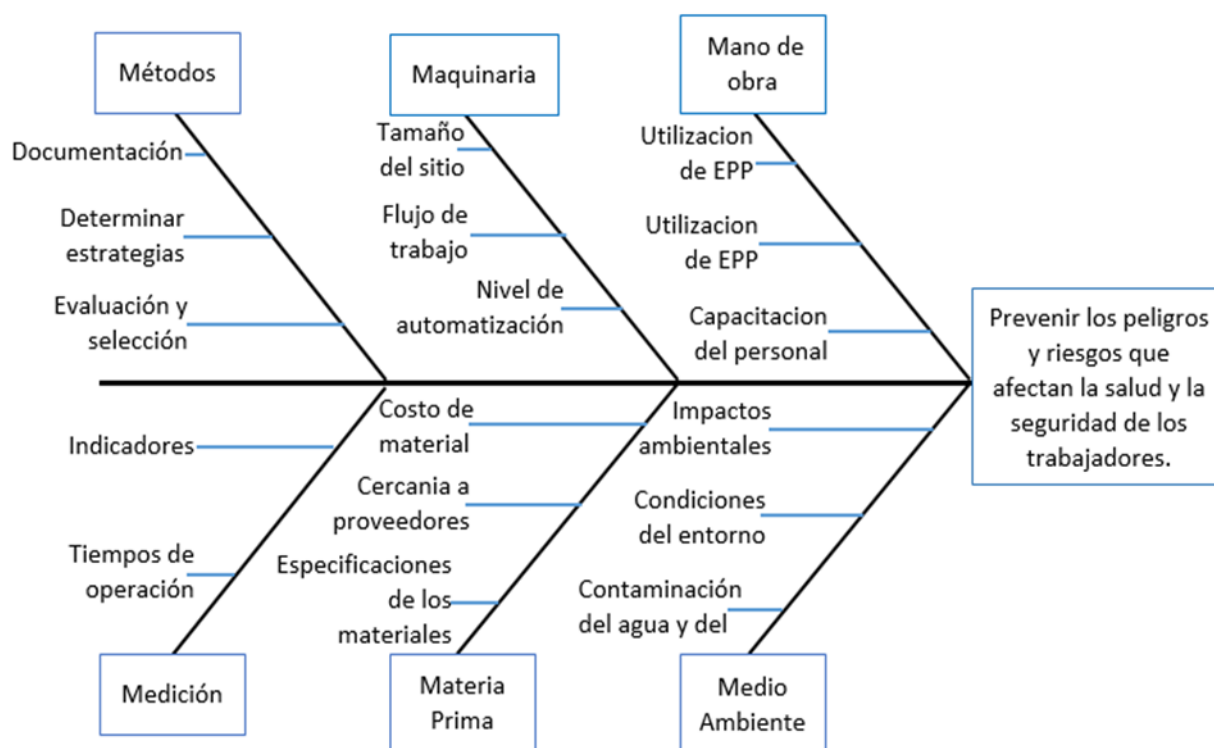 Métodos
Maquinaria
Mano de
obra
Documentación
Determinar
estrategias
Evaluación y
selección
Tamaño
del sitio
Flujo de
trabajo
Nivel de
automatización
Utilizacion
de EPP
Utilizacion
de EPP
Capacitacion
del personal
Prevenir los peligros
y riesgos que
afectan la salud y la
seguridad de los
trabajadores.
Indicadores
Tiempos de
operación
Costo de
material
Cercania a
proveedores
Especificaciones
de los
materiales
Impactos
ambientales
Condiciones
del entorno
Contaminación
del agua y del
Medición
Materia
Prima
Medio
Ambiente